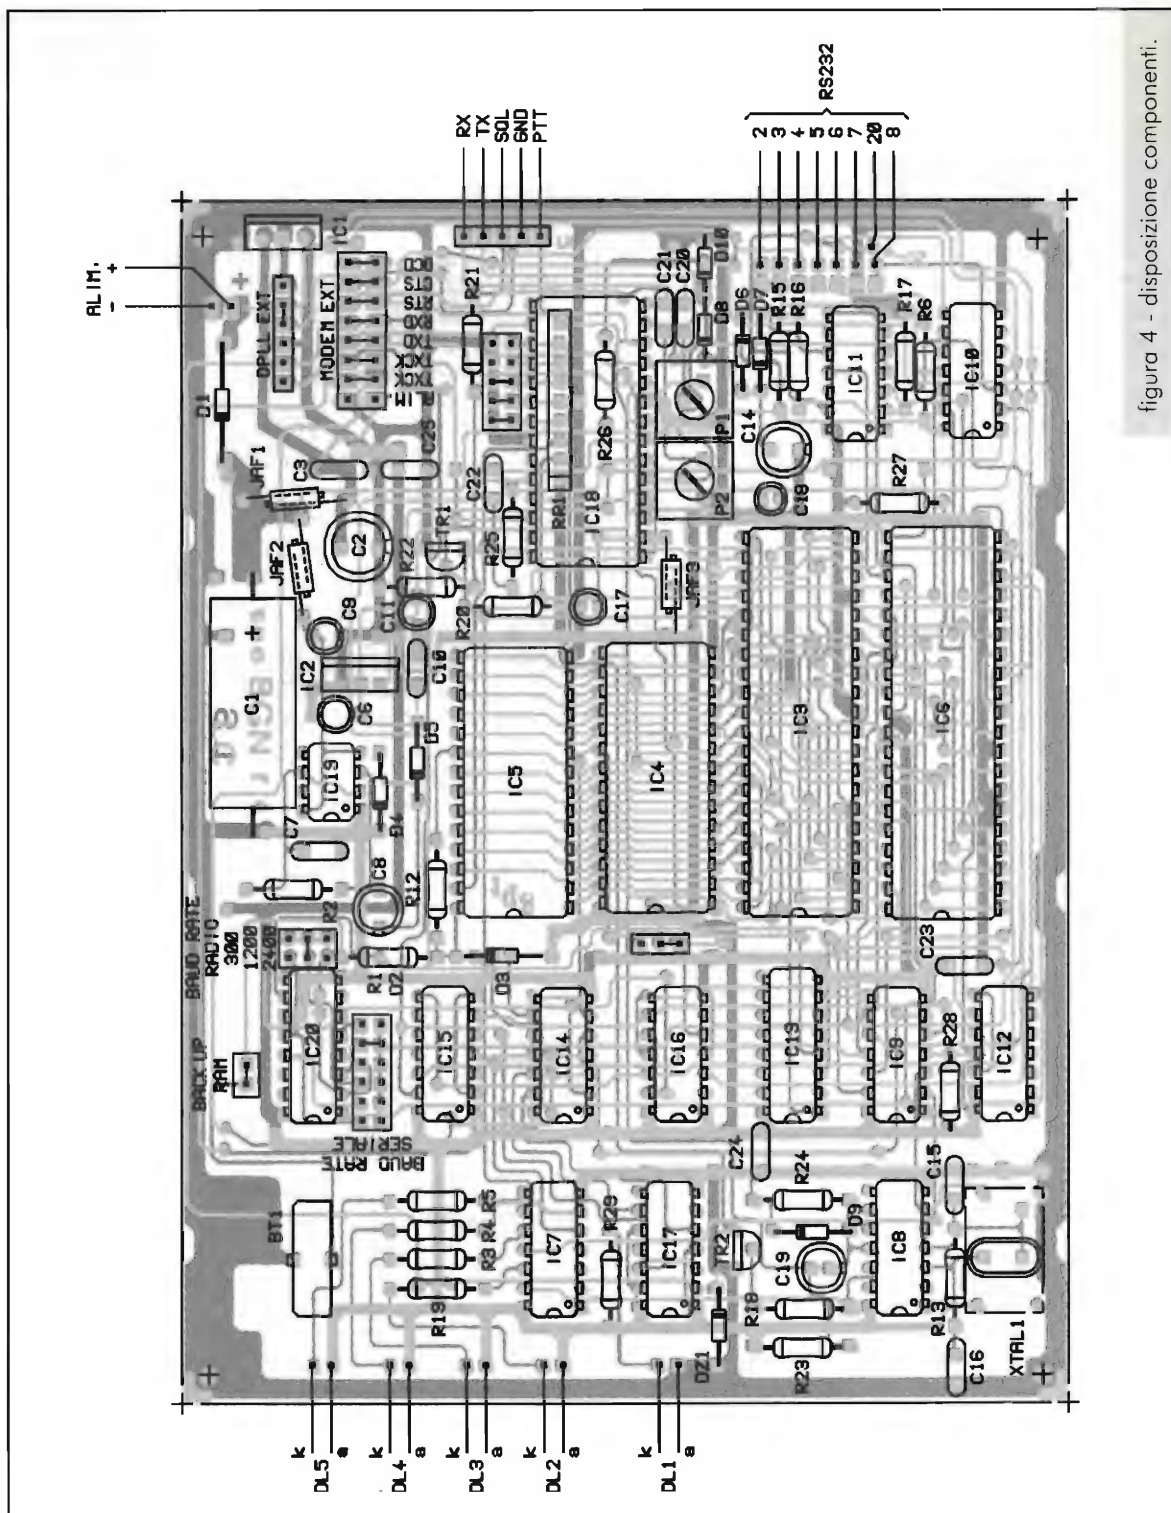 ALIM.
- +
D1
DPLL EXT
IC1
MODEM EXT
RX
TX
SQL
GND
PTT
JAF1
C3
C25
R21
JAF2
C2
R22
TR1
C22
R25
RR1
IC18
R26
C21
C20
D10
D8
D6
D7
R15
R16
RS232
2
3
4
5
6
7
20
8
IC11
R17
R6
IC10
P1
P2
C14
C18
R27
C1
+
C9
C11
IC2
R20
C17
JAF3
C10
C6
D5
IC19
D4
IC5
IC4
IC3
IC6
C7
R2
C8
R12
BAUD RATE
RADIO
300
1200
2400
R1
D2
D3
C23
BACKUP
RAM
IC20
IC15
IC14
IC16
IC13
IC9
R28
IC12
BAUD RATE
SERIALE
C24
C15
BT1
R5
R4
R3
R19
IC7
R29
IC17
TR2
R24
D9
C19
IC8
R18
R13
R23
DZ1
C16
XTAL1
DL5 k a
DL4 k a
DL3 k a
DL2 k a
DL1 k a
figura 4 - disposizione componenti.